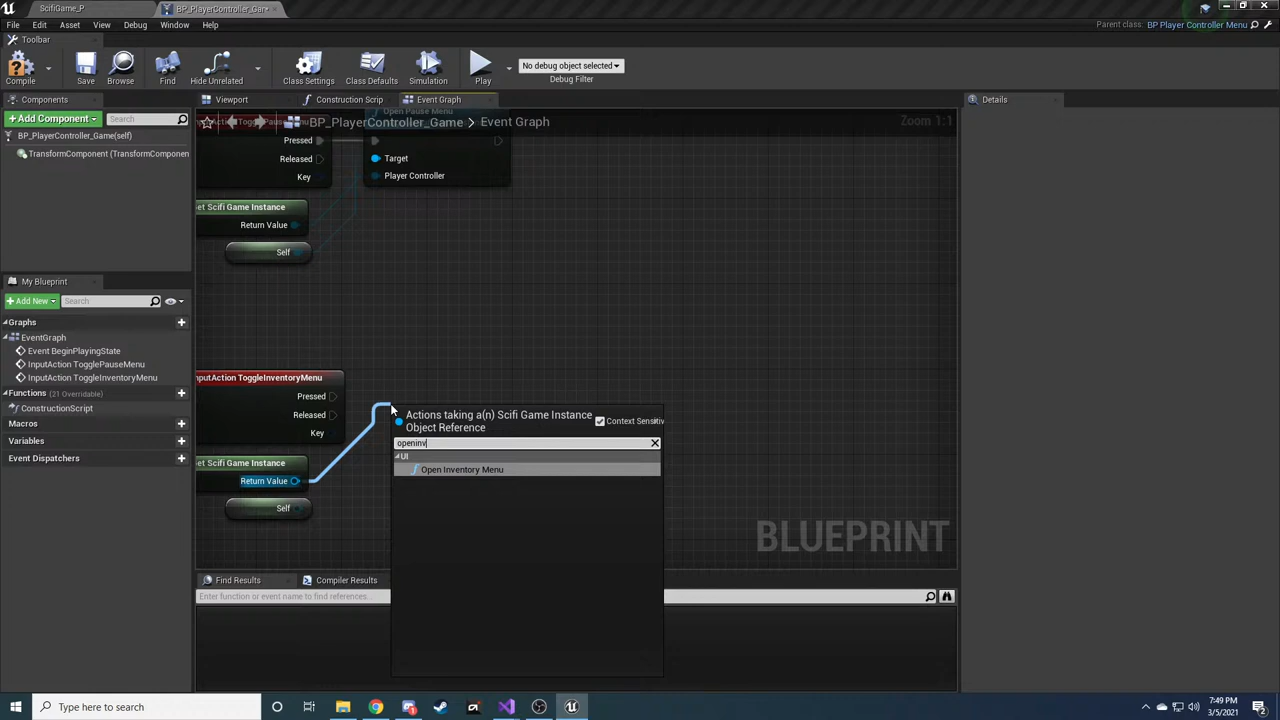 ScifiGame_P
BP_PlayerController_Gam
File
Edit
Asset
View
Debug
Window
Help
Parent class:
BP Player Controller Menu
Toolbar
Compile
Save
Browse
Find
Hide Unrelated
Class Settings
Class Defaults
Simulation
Play
No debug object selected
Debug Filter
Components
Viewport
Construction Scrip
Event Graph
Details
+ Add Component
Search
BP_PlayerController_Game(self)
TransformComponent (TransformComponen
BP_PlayerController_Game > Event Graph
Zoom 1:1
Open Pause Menu
Pressed
Released
Key
Target
Player Controller
et Scifi Game Instance
Return Value
Self
My Blueprint
+ Add New
Search
Graphs
EventGraph
Event BeginPlayingState
InputAction TogglePauseMenu
InputAction ToggleInventoryMenu
Functions (21 Overridable)
ConstructionScript
Macros
Variables
Event Dispatchers
nputAction ToggleInventoryMenu
Pressed
Released
Key
et Scifi Game Instance
Return Value
Self
Actions taking a(n) Scifi Game Instance
Object Reference
Context Sensitiv
openinv
UI
Open Inventory Menu
BLUEPRINT
Find Results
Compiler Results
Enter function or event name to find references...
Type here to search
7:49 PM
3/5/2021
2